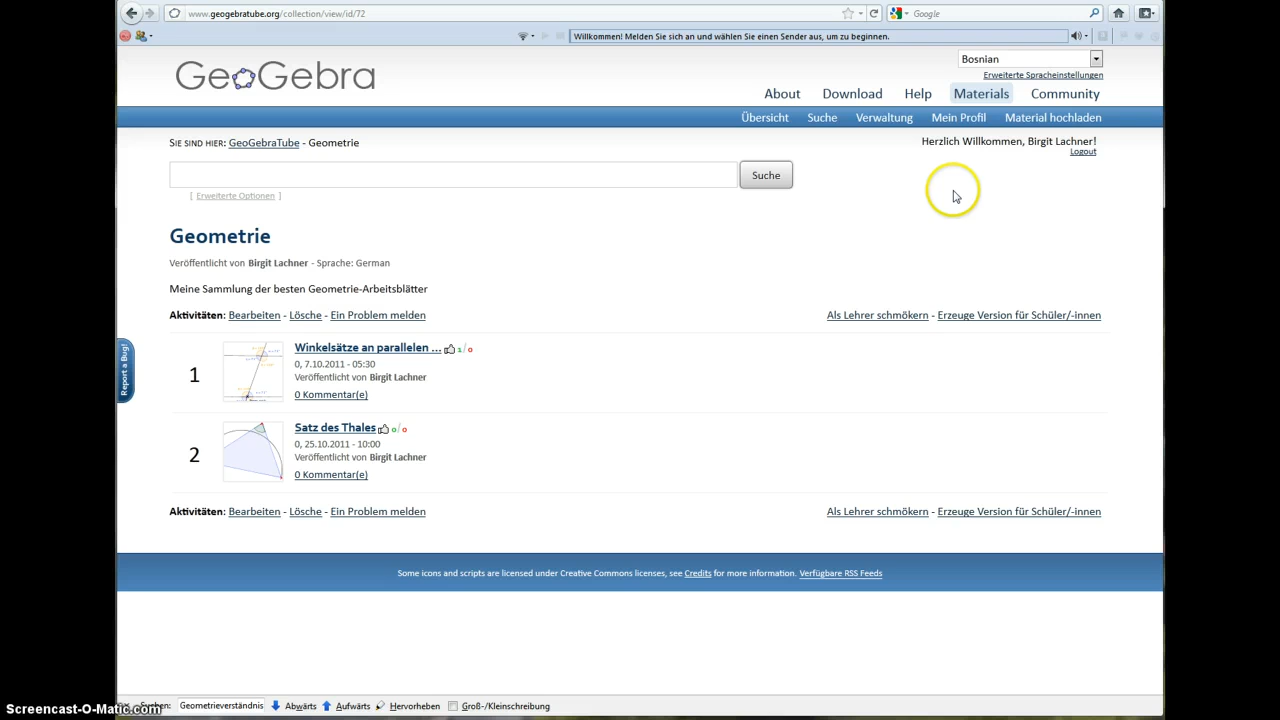 www.geogebratube.org/collection/view/id/72
Google
Willkommen! Melden Sie sich an und wählen Sie einen Sender aus, um zu beginnen.
GeoGebra
Bosnian
Erweiterte Spracheinstellungen
About Download Help Materials Community
Übersicht Suche Verwaltung Mein Profil Material hochladen
SIE SIND HIER: GeoGebraTube - Geometrie
Herzlich Willkommen, Birgit Lachner!
Logout
Suche
[ Erweiterte Optionen ]
Geometrie
Veröffentlicht von Birgit Lachner - Sprache: German
Meine Sammlung der besten Geometrie-Arbeitsblätter
Aktivitäten: Bearbeiten - Lösche - Ein Problem melden Als Lehrer schmökern - Erzeuge Version für Schüler/-innen
Report a Bug!
1
Winkelsätze an parallelen ... 1/0
0, 7.10.2011 - 05:30
Veröffentlicht von Birgit Lachner
0 Kommentar(e)
2
Satz des Thales 0/0
0, 25.10.2011 - 10:00
Veröffentlicht von Birgit Lachner
0 Kommentar(e)
Aktivitäten: Bearbeiten - Lösche - Ein Problem melden Als Lehrer schmökern - Erzeuge Version für Schüler/-innen
Some icons and scripts are licensed under Creative Commons licenses, see Credits for more information. Verfügbare RSS Feeds
Geometrieverständnis Abwärts Aufwärts Hervorheben Groß-/Kleinschreibung
Screencast-O-Matic.com